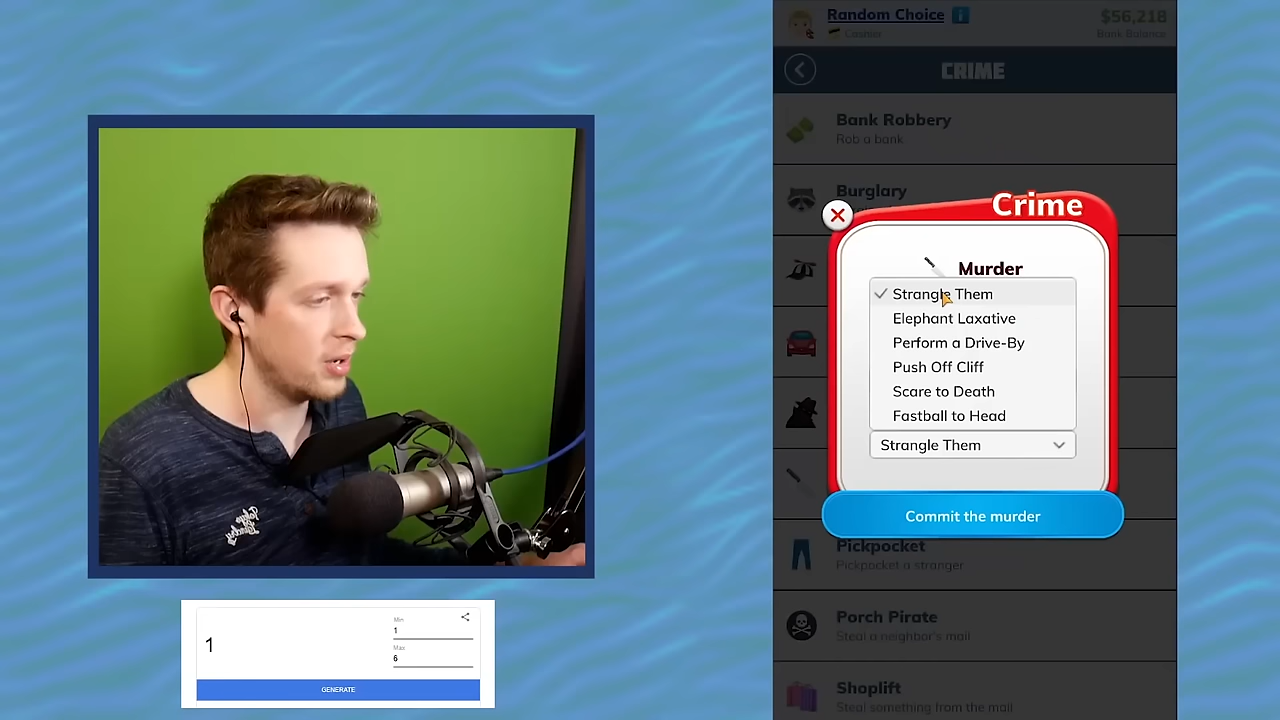 Random Choice
$56,218
Cashier
Bank Balance
CRIME
Bank Robbery
Rob a bank.
Burglary
Crime
Murder
Strangle Them
Elephant Laxative
Perform a Drive-By
Push Off Cliff
Scare to Death
Fastball to Head
Strangle Them
Commit the murder
Pickpocket
Pickpocket a stranger
Porch Pirate
Steal a neighbor's mail
Shoplift
Steal something from the mall
1
Min
1
Max
6
GENERATE